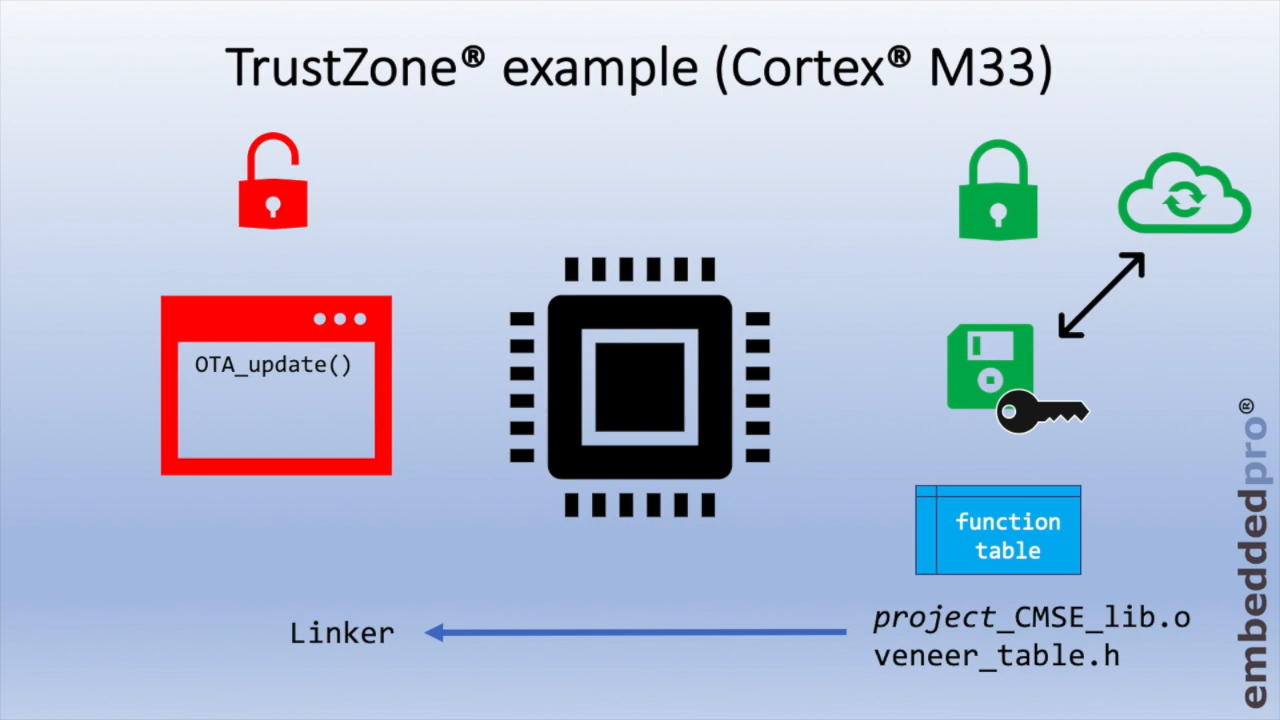 TrustZone® example (Cortex® M33)
OTA_update()
function
table
Linker
project_CMSE_lib.o
veneer_table.h
embeddedpro®